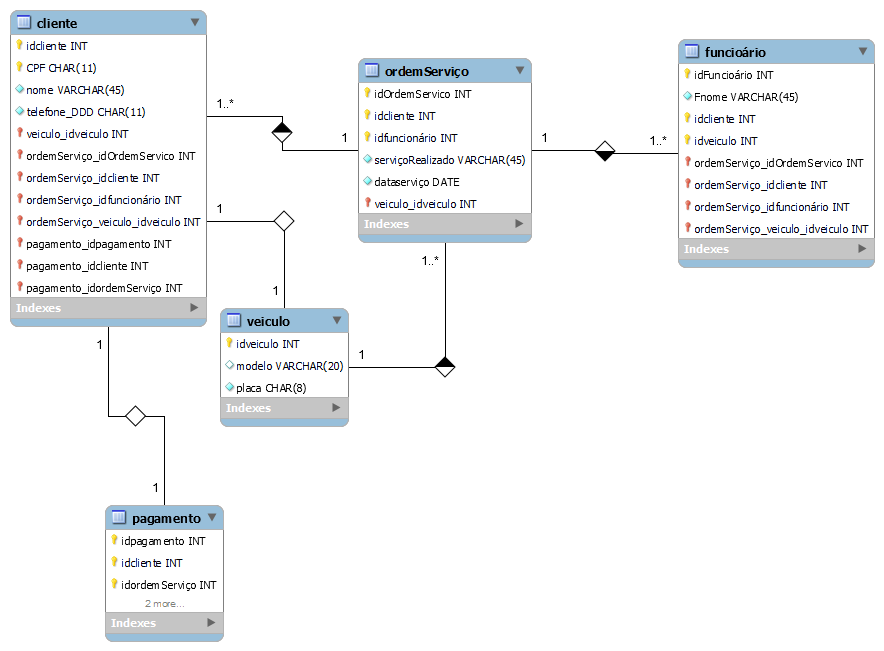 cliente
idcliente INT
CPF CHAR(11)
nome VARCHAR(45)
telefone_DDD CHAR(11)
veiculo_idveiculo INT
ordemServiço_idOrdemServico INT
ordemServiço_idcliente INT
ordemServiço_idfuncionário INT
ordemServiço_veiculo_idveiculo INT
pagamento_idpagamento INT
pagamento_idcliente INT
pagamento_idordemServiço INT
Indexes
1..*
1
ordemServiço
idOrdemServico INT
idcliente INT
idfuncionário INT
serviçoRealizado VARCHAR(45)
dataserviço DATE
veiculo_idveiculo INT
Indexes
1
1..*
funcioário
idFuncioário INT
Fnome VARCHAR(45)
idcliente INT
idveiculo INT
ordemServiço_idOrdemServico INT
ordemServiço_idcliente INT
ordemServiço_idfuncionário INT
ordemServiço_veiculo_idveiculo INT
Indexes
1
1
1..*
1
veiculo
idveiculo INT
modelo VARCHAR(20)
placa CHAR(8)
Indexes
1
1
pagamento
idpagamento INT
idcliente INT
idordemServiço INT
2 more...
Indexes